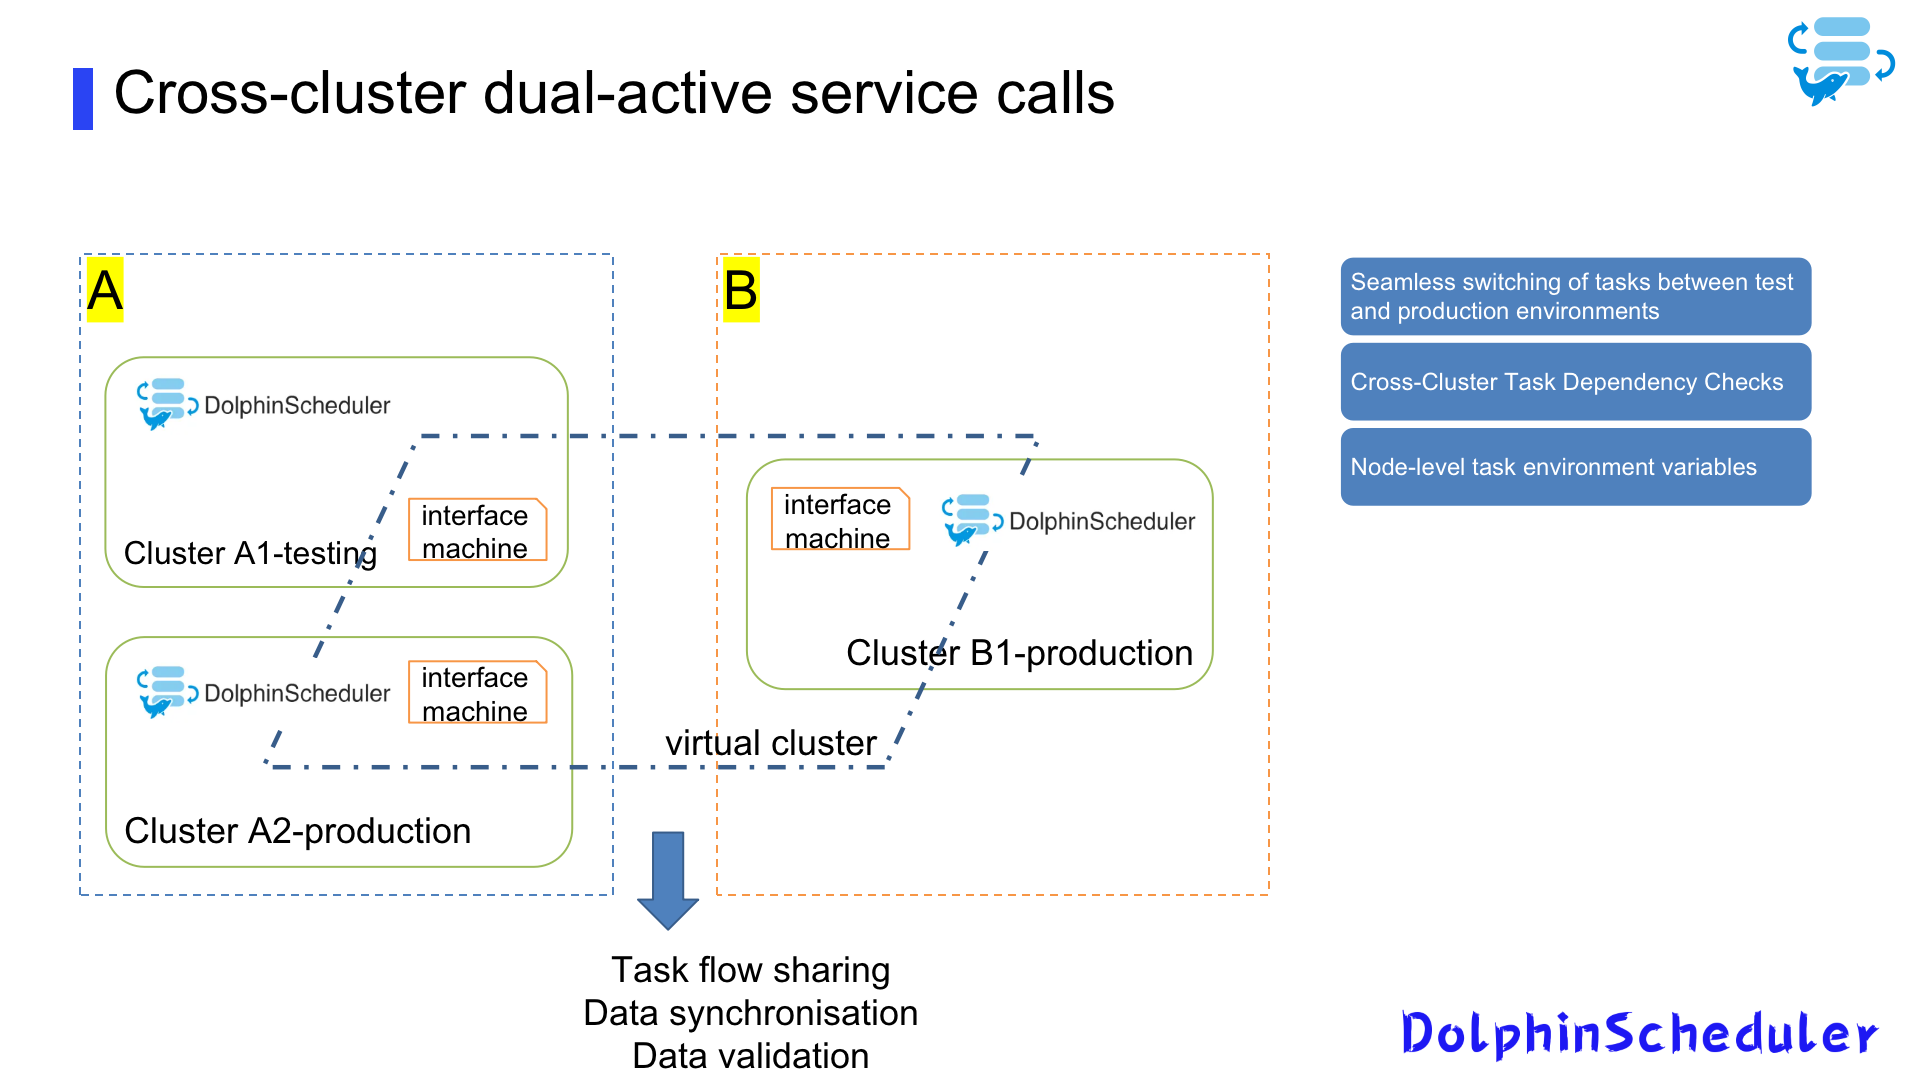 Cross-cluster dual-active service calls
A
DolphinScheduler
interface
machine
Cluster A1-testing
DolphinScheduler
interface
machine
Cluster A2-production
B
interface
machine
DolphinScheduler
Cluster B1-production
virtual cluster
Task flow sharing
Data synchronisation
Data validation
Seamless switching of tasks between test
and production environments
Cross-Cluster Task Dependency Checks
Node-level task environment variables
DolphinScheduler